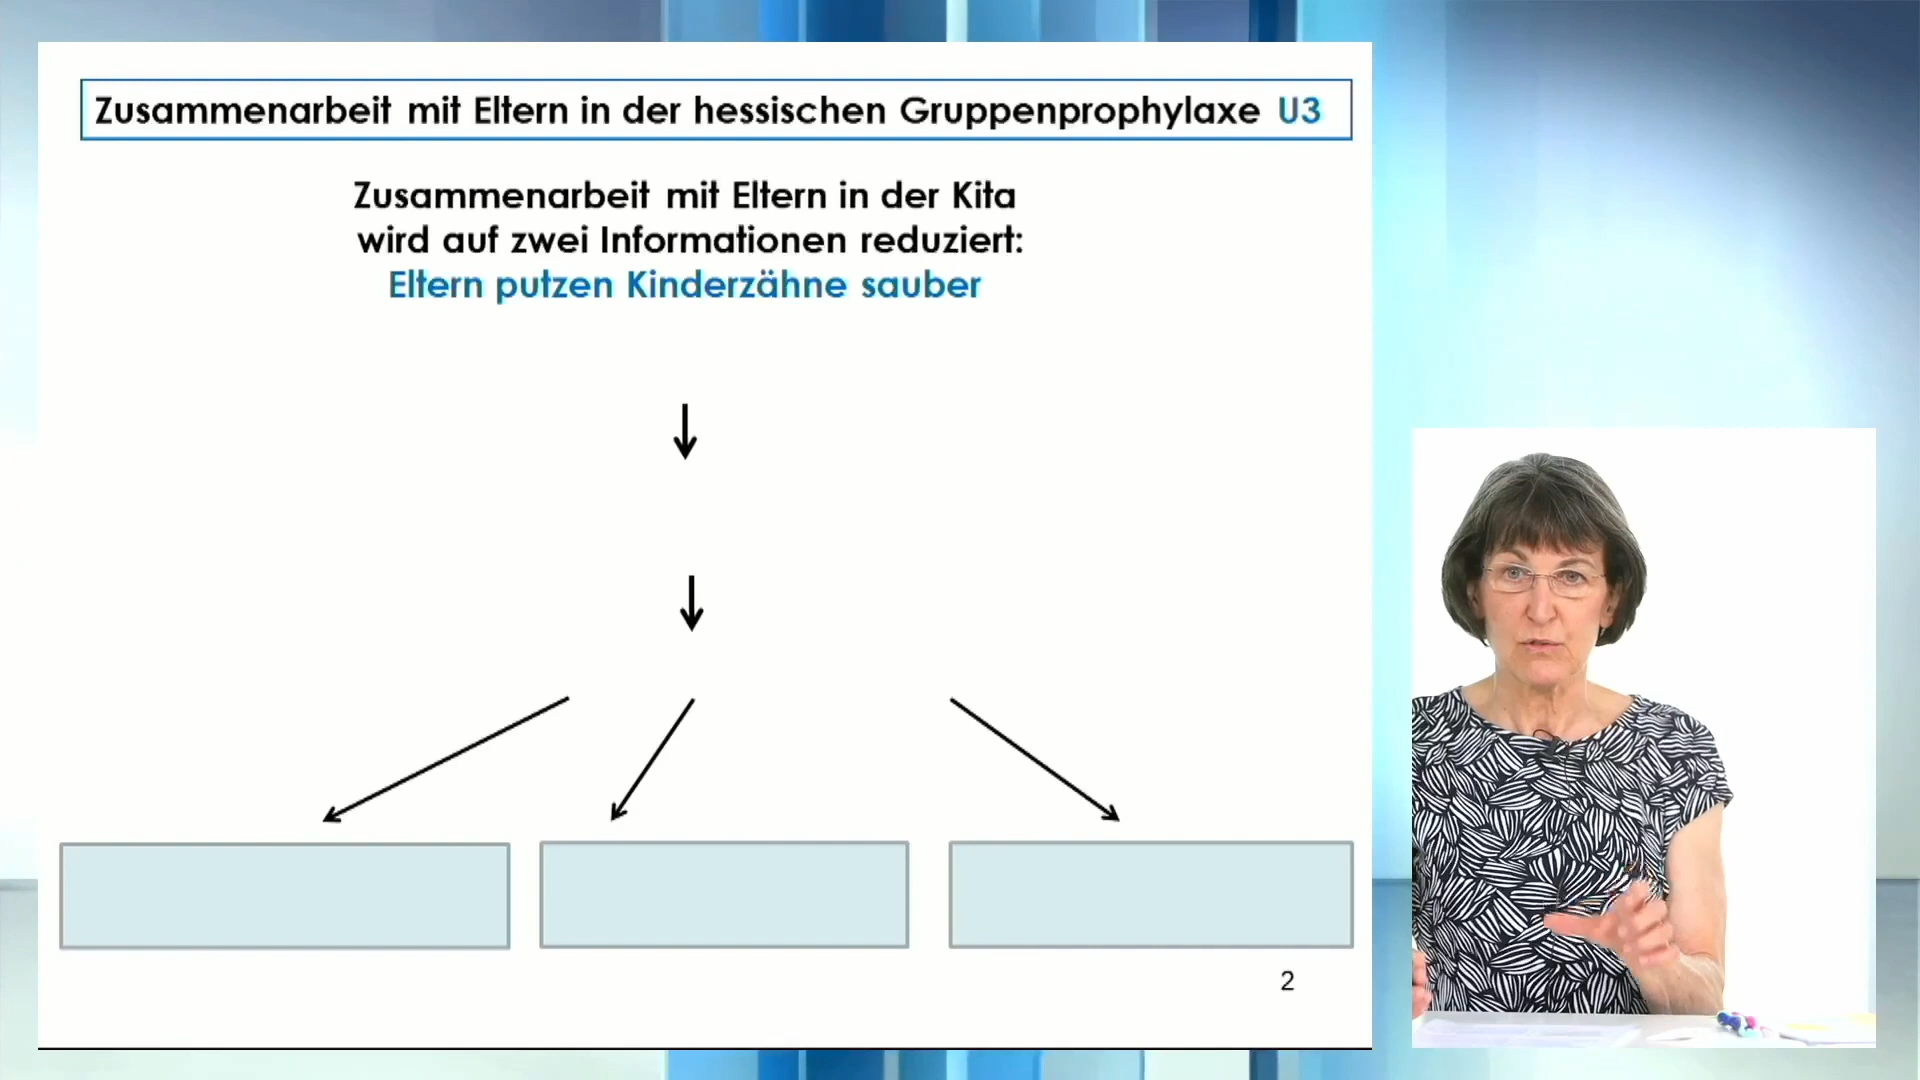 Zusammenarbeit mit Eltern in der hessischen Gruppenprophylaxe U3
Zusammenarbeit mit Eltern in der Kita
wird auf zwei Informationen reduziert:
Eltern putzen Kinderzähne sauber
2